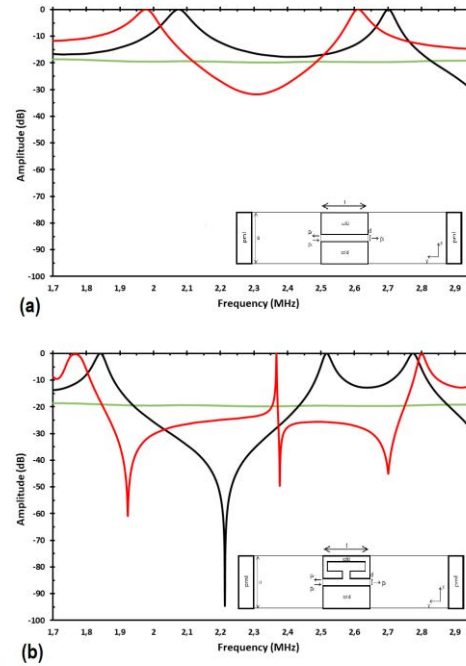 0
-10
-20
-30
-40
-50
-60
-70
-80
-90
-100
Amplitude (dB)
1,7 1,8 1,9 2 2,1 2,2 2,3 2,4 2,5 2,6 2,7 2,8 2,9
Frequency (MHz)
l
a
pml
d
p
p
p
pml
(a)
0
-10
-20
-30
-40
-50
-60
-70
-80
-90
-100
Amplitude (dB)
1,7 1,8 1,9 2 2,1 2,2 2,3 2,4 2,5 2,6 2,7 2,8 2,9
Frequency (MHz)
pml
d
p
pml
(b)